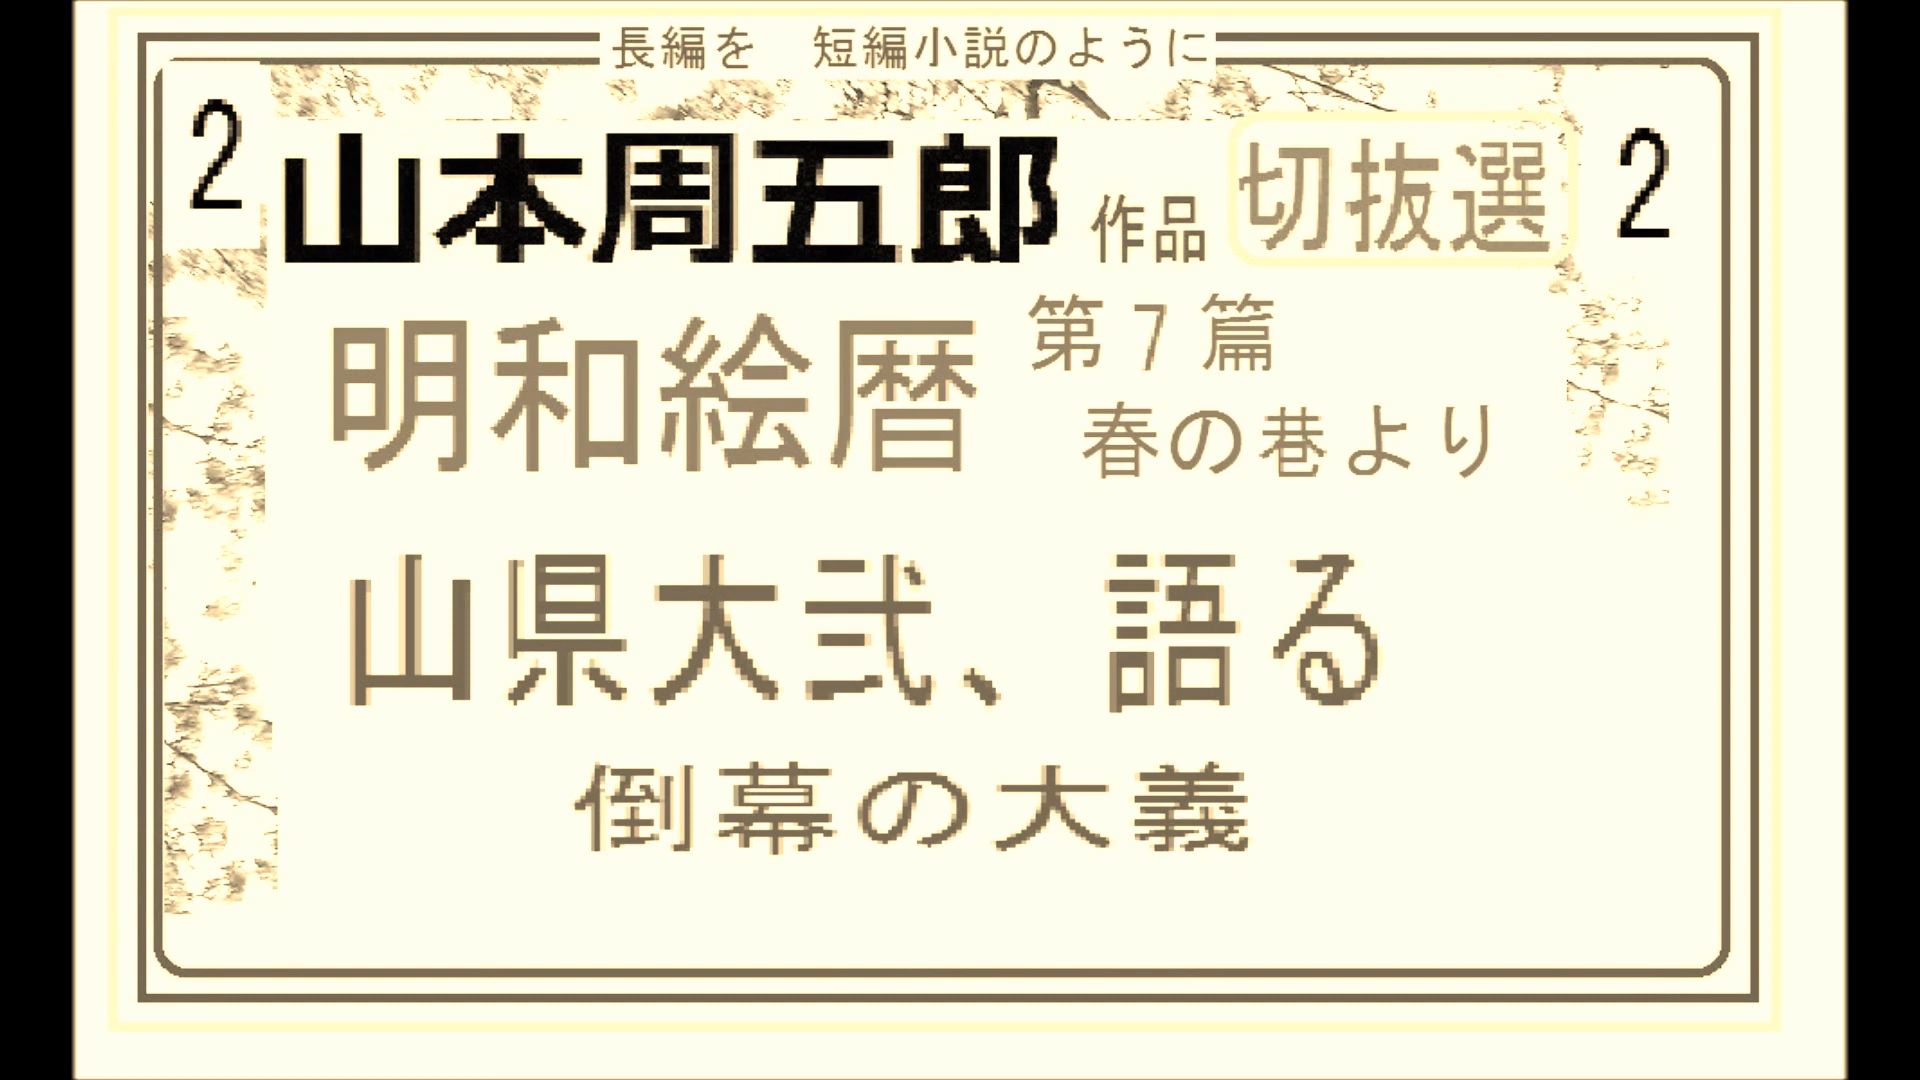 長編を　短編小説のように
2
山本周五郎 作品 切抜選
2
明和絵暦 第7篇
春の巷より
山県大弐、語る
倒幕の大義